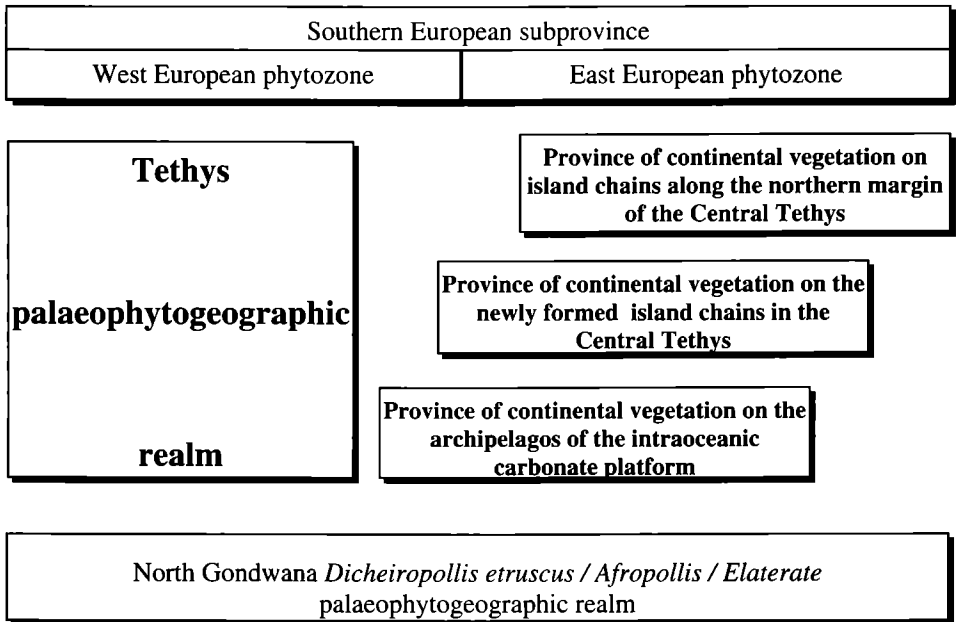 Southern European subprovince
West European phytozone
East European phytozone
Tethys
palaeophytogeographic
realm
Province of continental vegetation on
island chains along the northern margin
of the Central Tethys
Province of continental vegetation on the
newly formed island chains in the
Central Tethys
Province of continental vegetation on the
archipelagos of the intraoceanic
carbonate platform
North Gondwana Dicheiropollis etruscus / Afropollis / Elaterate
palaeophytogeographic realm